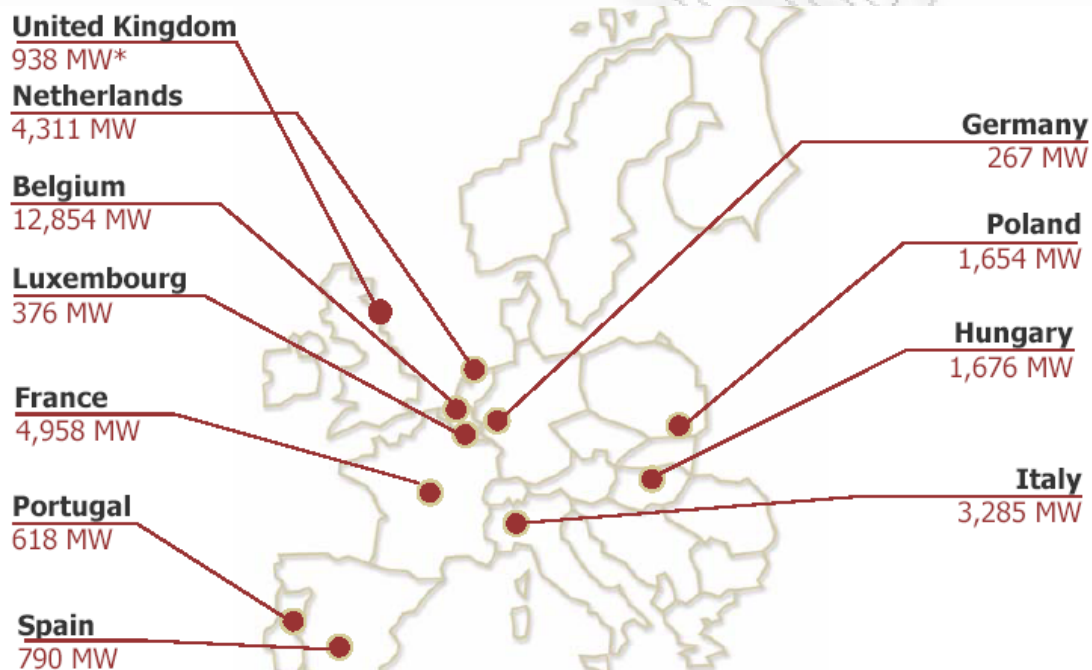 United Kingdom
938 MW*
Netherlands
4,311 MW
Belgium
12,854 MW
Luxembourg
376 MW
France
4,958 MW
Portugal
618 MW
Spain
790 MW
Germany
267 MW
Poland
1,654 MW
Hungary
1,676 MW
Italy
3,285 MW